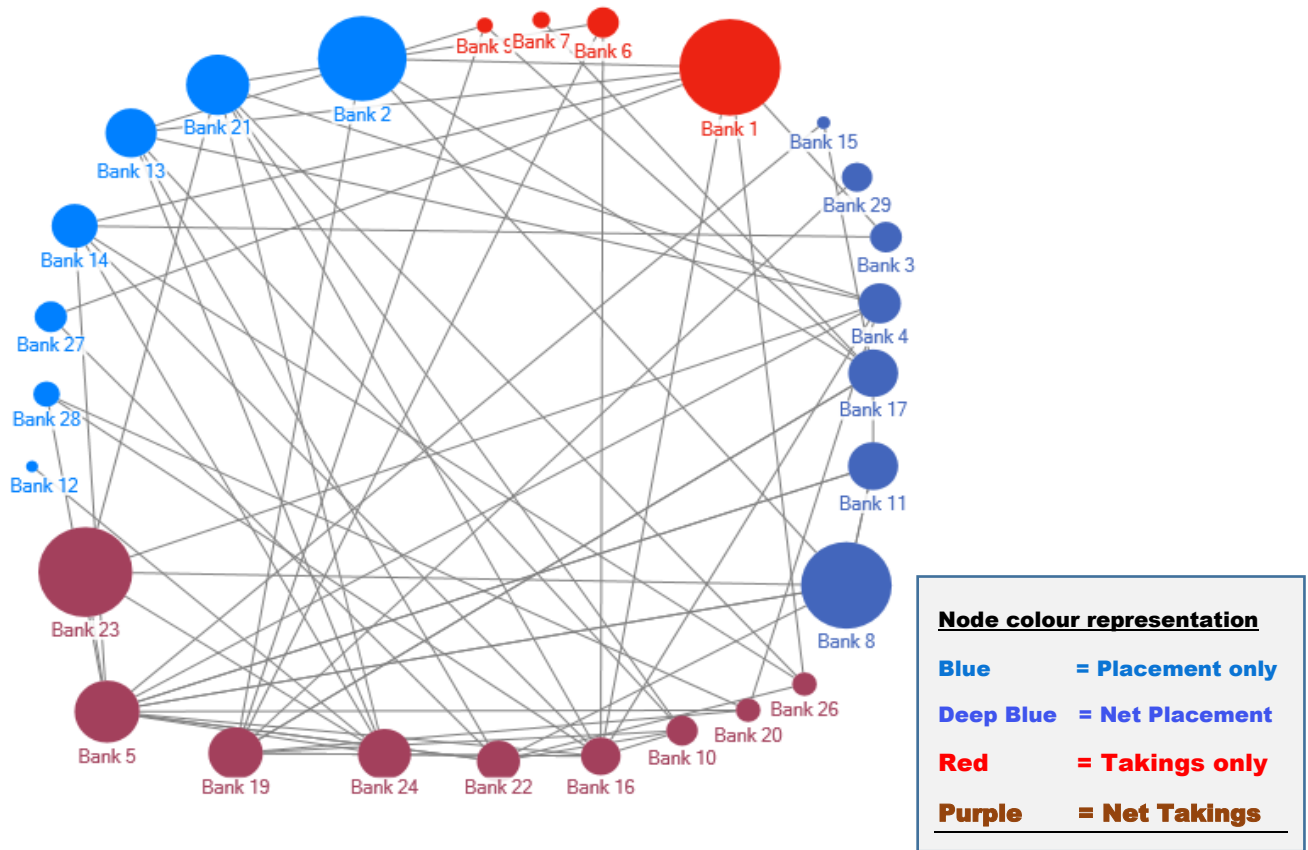 Bank 9
Bank 7
Bank 6
Bank 2
Bank 21
Bank 1
Bank 15
Bank 13
Bank 29
Bank 14
Bank 3
Bank 27
Bank 4
Bank 28
Bank 17
Bank 12
Bank 11
Bank 23
Bank 8
Bank 5
Bank 19
Bank 24
Bank 22
Bank 16
Bank 10
Bank 20
Bank 26
Node colour representation
Blue = Placement only
Deep Blue = Net Placement
Red = Takings only
Purple = Net Takings